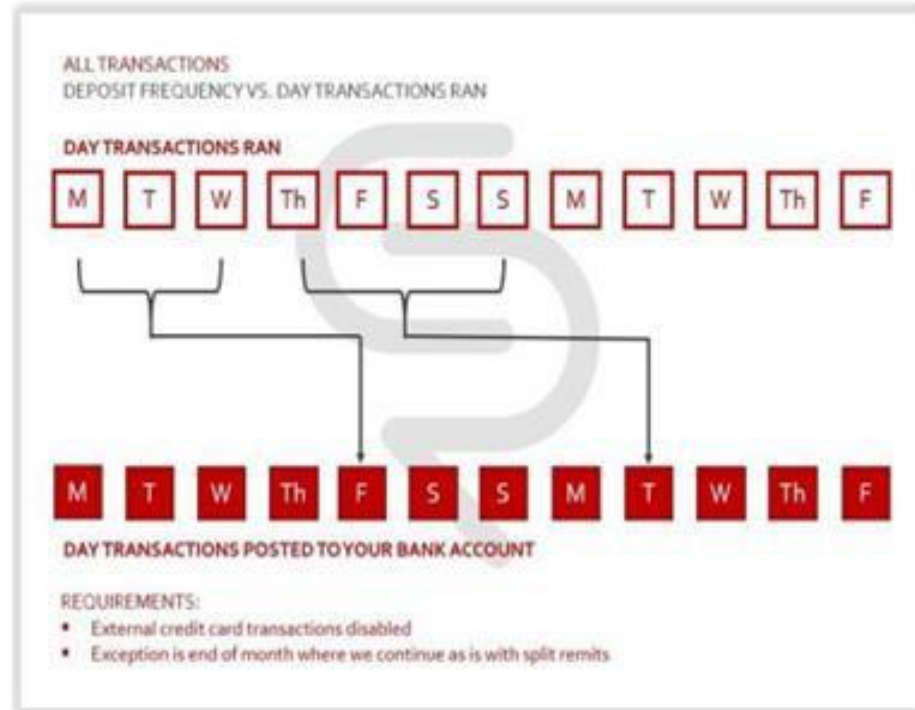 ALL TRANSACTIONS
DEPOSIT FREQUENCY VS. DAY TRANSACTIONS RAN
DAY TRANSACTIONS RAN
M T W Th F S S M T W Th F
M T W Th F S S M T W Th F
DAY TRANSACTIONS POSTED TO YOUR BANK ACCOUNT
REQUIREMENTS:
▪ External credit card transactions disabled
▪ Exception is end of month where we continue as is with split remits